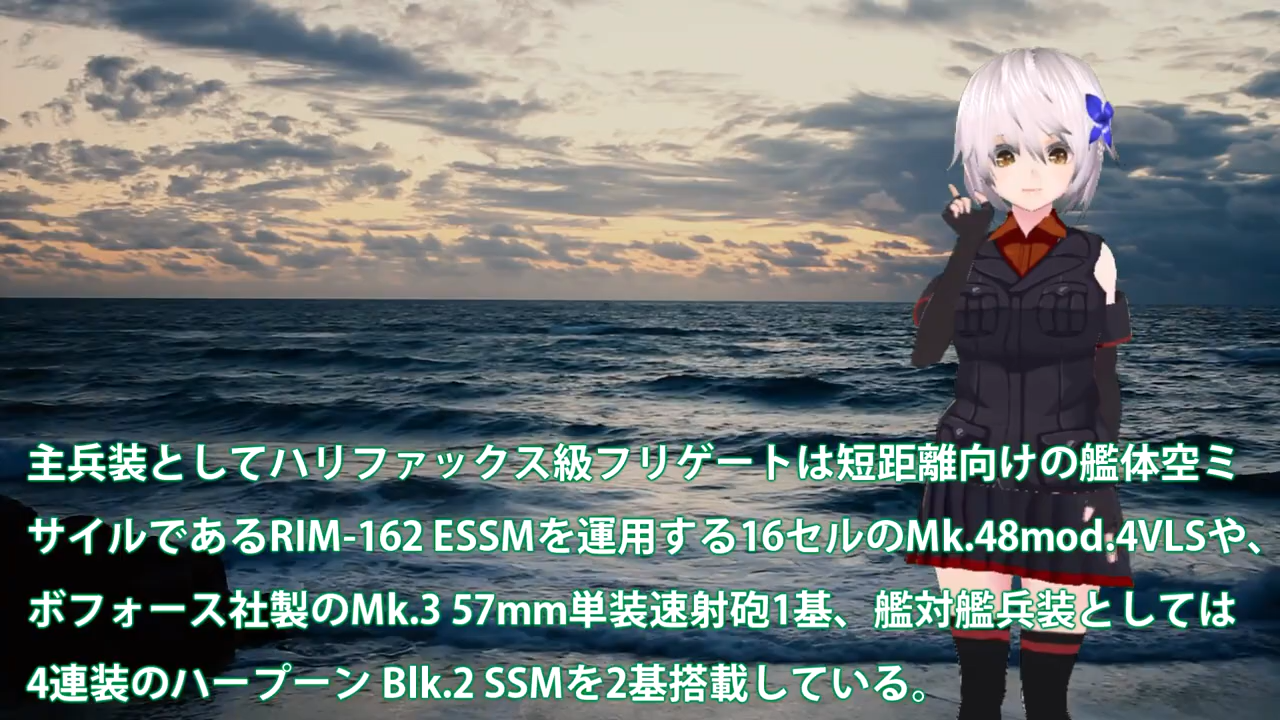 主兵装としてハリファックス級フリゲートは短距離向けの艦体空ミ
サイルであるRIM-162 ESSMを運用する16セルのMk.48mod.4VLSや、
ボフォース社製のMk.3 57mm単装速射砲1基、艦対艦兵装としては
4連装のハープーン Blk.2 SSMを2基搭載している。